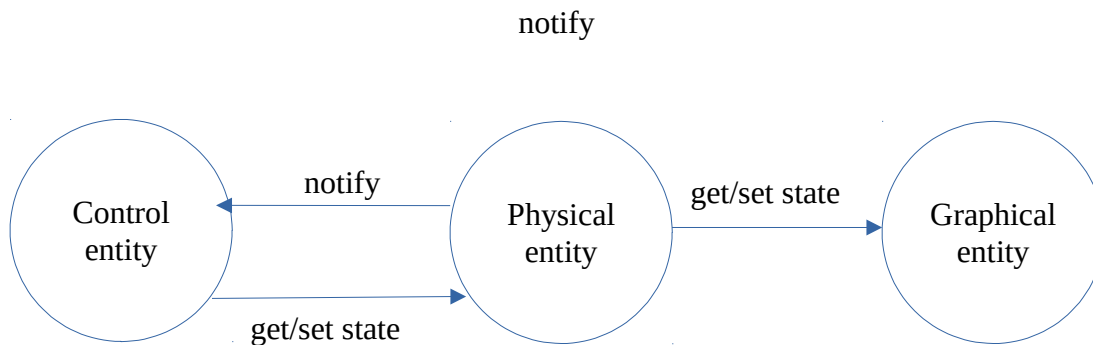 notify
notify
get/set state
Control
entity
Physical
entity
Graphical
entity
get/set state